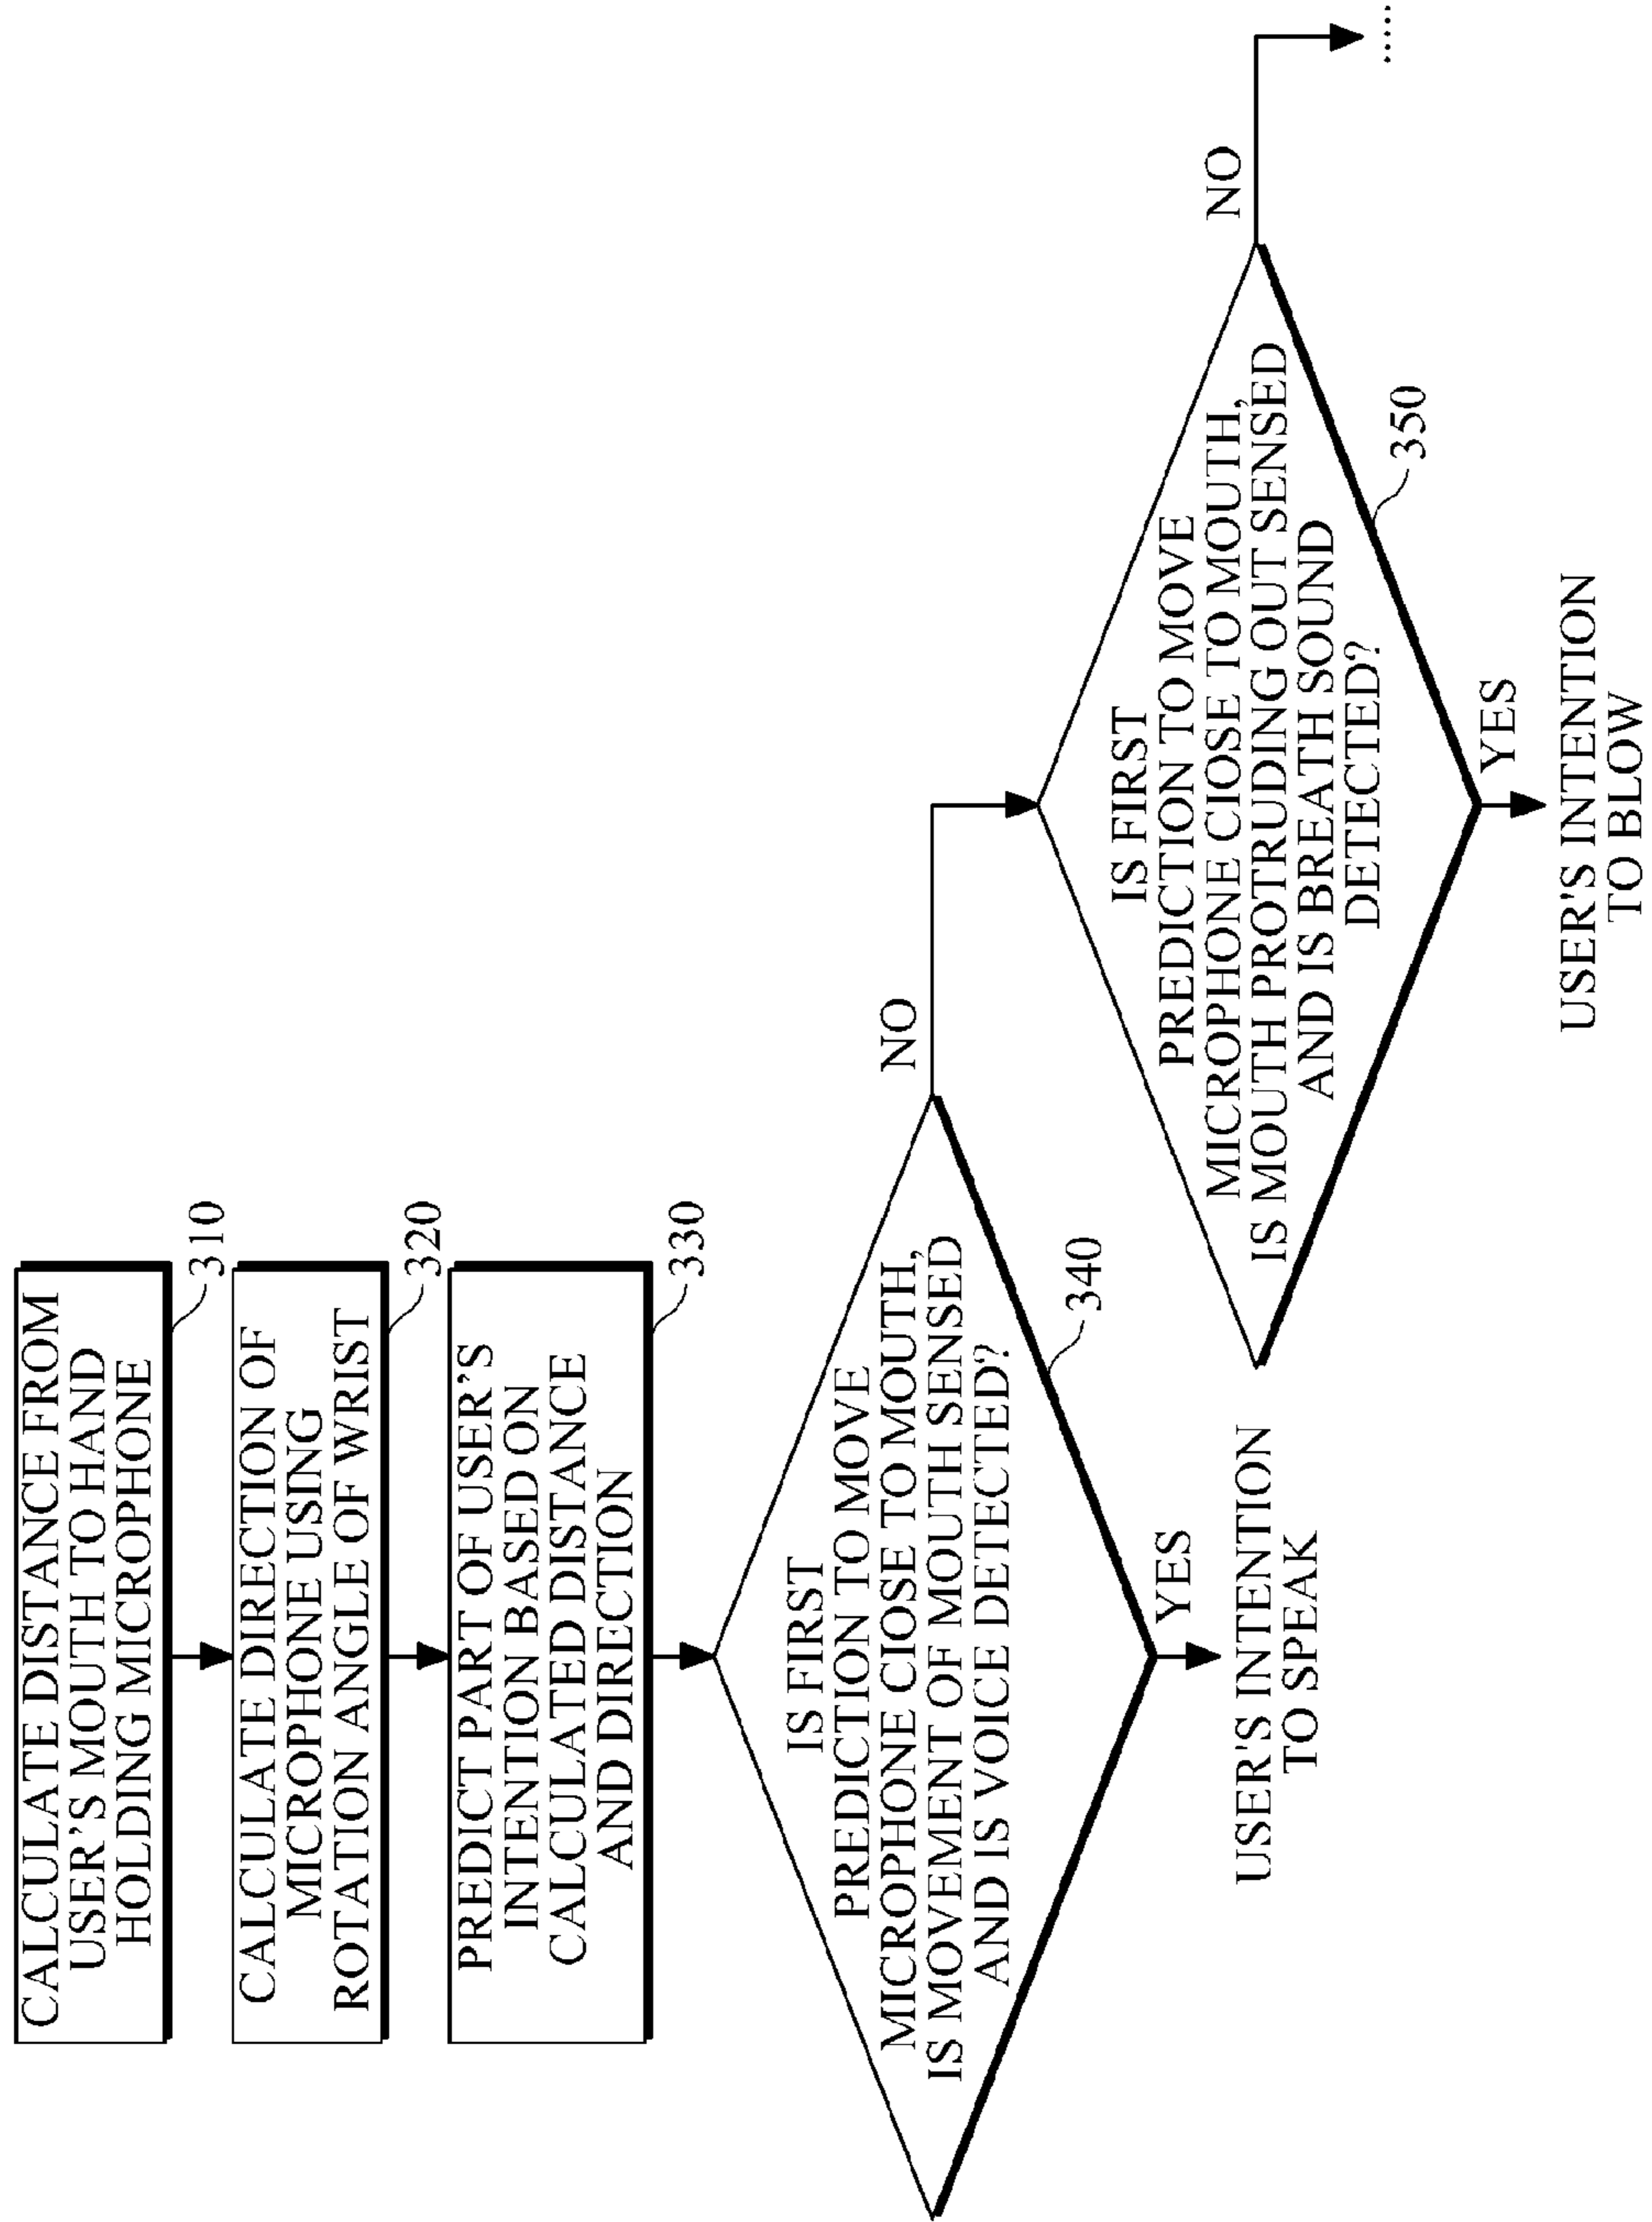 CALCULATE DISTANCE FROM
USER'S MOUTH TO HAND
HOLDING MICROPHONE
310
CALCULATE DIRECTION OF
MICROPHONE USING
ROTATION ANGLE OF WRIST
320
PREDICT PART OF USER'S
INTENTION BASED ON
CALCULATED DISTANCE
AND DIRECTION
330
IS FIRST
PREDICTION TO MOVE
MICROPHONE CIOSE TO MOUTH,
IS MOVEMENT OF MOUTH SENSED
AND IS VOICE DETECTED?
340
NO
YES
USER'S INTENTION
TO SPEAK
IS FIRST
PREDICTION TO MOVE
MICROPHONE CIOSE TO MOUTH,
IS MOUTH PROTRUDING OUT SENSED
AND IS BREATH SOUND
DETECTED?
350
NO
.....
YES
USER'S INTENTION
TO BLOW